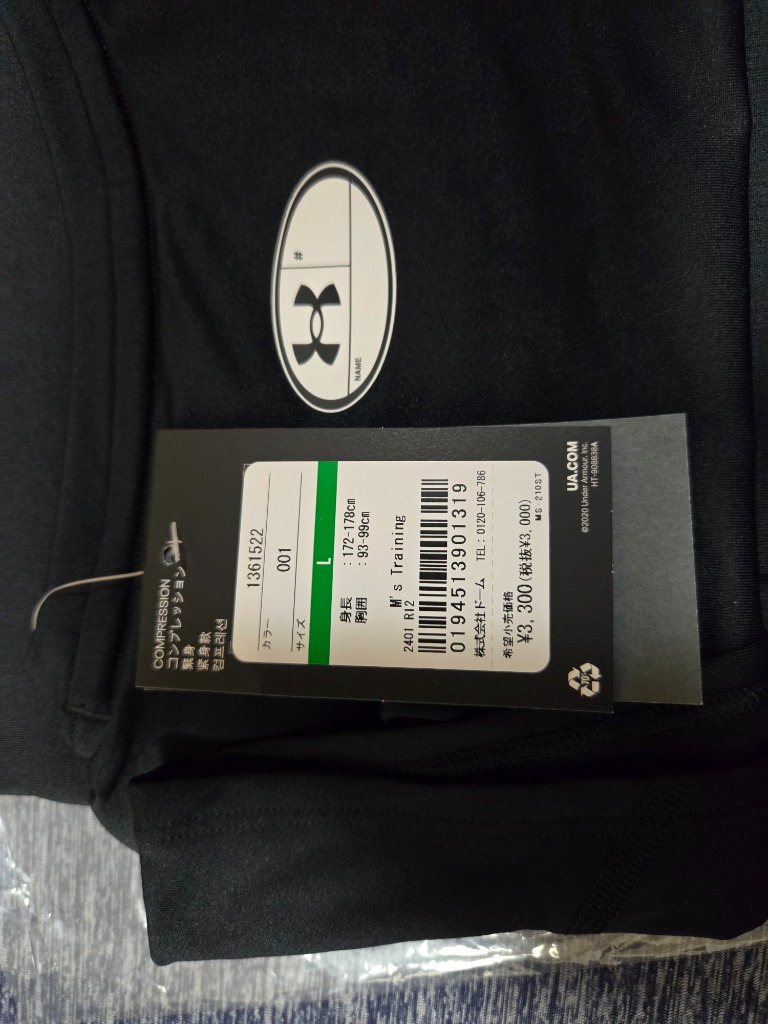 #
NAME
COMPRESSION
コンプレッション
緊身
紧身款
컴프레션
1361522
カラー
001
サイズ
L
身長 : 172-178cm
胸囲 : 93-99cm
M's Training
2401 R12
0194513901319
株式会社ドーム TEL: 0120-106-786
希望小売価格
¥3,300(税抜¥3,000)
MS 210ST
UA.COM
©2020 Under Armour, Inc.
HT-908838A